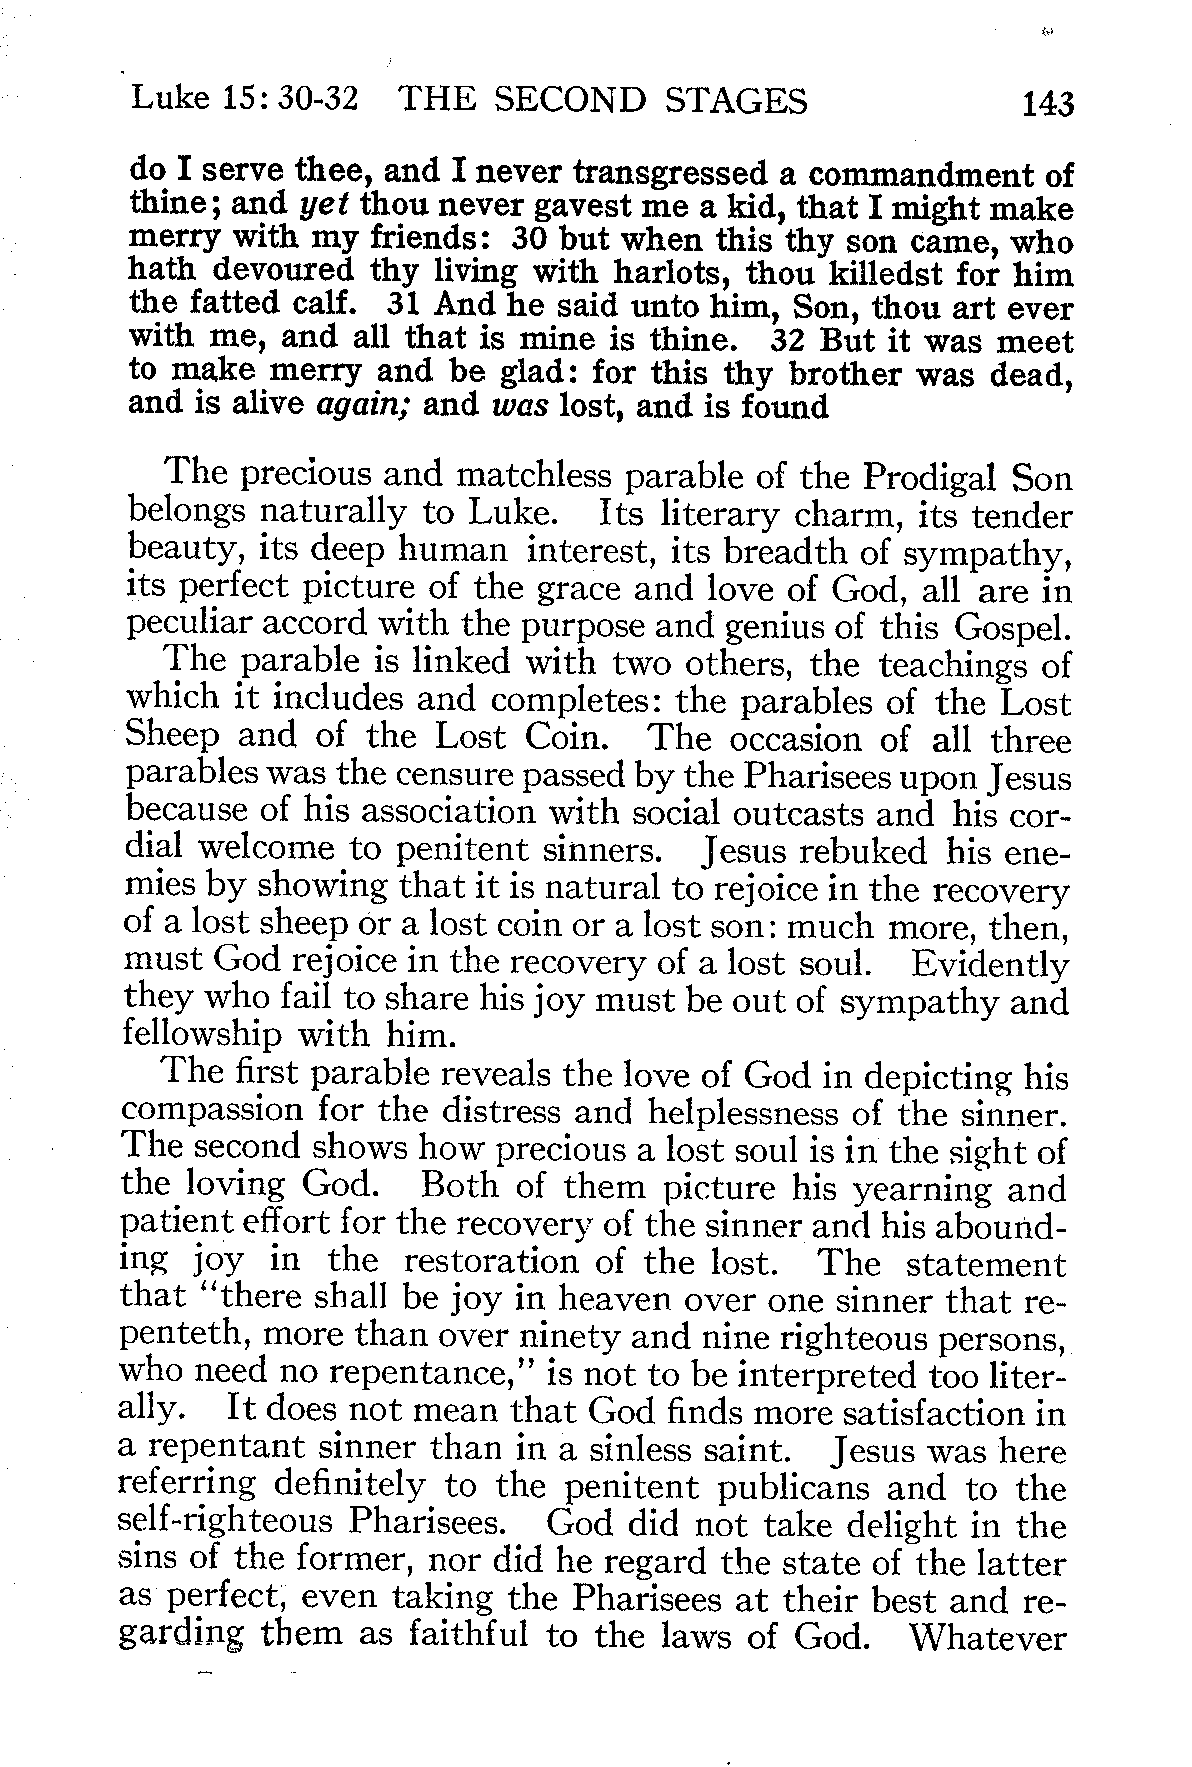 Luke 15: 30-32 THE SECOND STAGES 143
do I serve thee, and I never transgressed a commandment of
thine; and yet thou never gavest me a kid, that I might make
merry with my friends: 30 but when this thy son came, who
hath devoured thy living with harlots, thou killedst for him
the fatted calf. 31 And he said unto him, Son, thou art ever
with me, and all that is mine is thine. 32 But it was meet
to make merry and be glad: for this thy brother was dead,
and is alive again; and was lost, and is found
The precious and matchless parable of the Prodigal Son
belongs naturally to Luke. Its literary charm, its tender
beauty, its deep human interest, its breadth of sympathy,
its perfect picture of the grace and love of God, all are in
peculiar accord with the purpose and genius of this Gospel.
The parable is linked with two others, the teachings of
which it includes and completes: the parables of the Lost
Sheep and of the Lost Coin. The occasion of all three
parables was the censure passed by the Pharisees upon Jesus
because of his association with social outcasts and his cor-
dial welcome to penitent sinners. Jesus rebuked his ene-
mies by showing that it is natural to rejoice in the recovery
of a lost sheep or a lost coin or a lost son: much more, then,
must God rejoice in the recovery of a lost soul. Evidently
they who fail to share his joy must be out of sympathy and
fellowship with him.
The first parable reveals the love of God in depicting his
compassion for the distress and helplessness of the sinner.
The second shows how precious a lost soul is in the sight of
the loving God. Both of them picture his yearning and
patient effort for the recovery of the sinner and his abound-
ing joy in the restoration of the lost. The statement
that "there shall be joy in heaven over one sinner that re-
penteth, more than over ninety and nine righteous persons,
who need no repentance," is not to be interpreted too liter-
ally. It does not mean that God finds more satisfaction in
a repentant sinner than in a sinless saint. Jesus was here
referring definitely to the penitent publicans and to the
self-righteous Pharisees. God did not take delight in the
sins of the former, nor did he regard the state of the latter
as perfect, even taking the Pharisees at their best and re-
garding them as faithful to the laws of God. Whatever